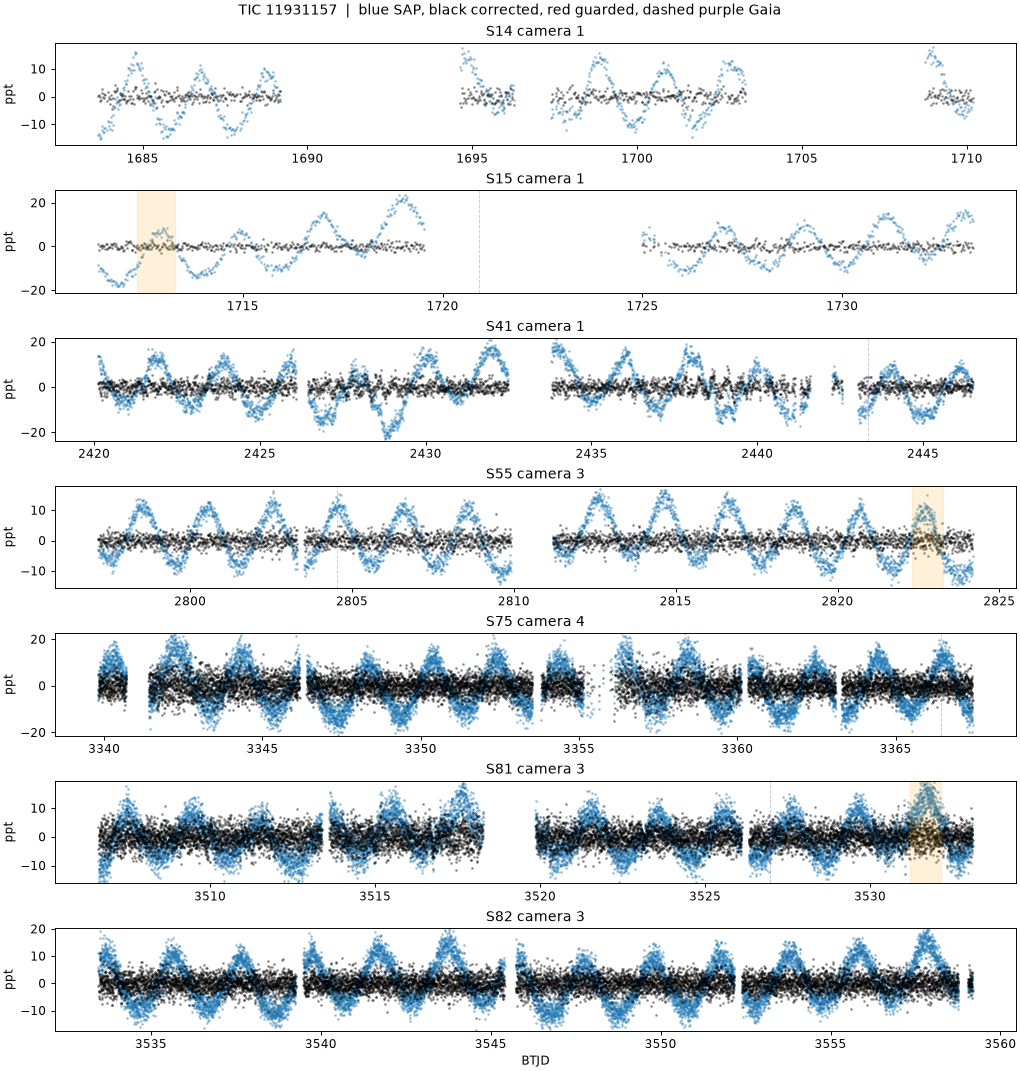 TIC 11931157 | blue SAP, black corrected, red guarded, dashed purple Gaia
S14 camera 1
ppt
10
0
−10
1685 1690 1695 1700 1705 1710
S15 camera 1
ppt
20
0
−20
1715 1720 1725 1730
S41 camera 1
ppt
20
0
−20
2420 2425 2430 2435 2440 2445
S55 camera 3
ppt
10
0
−10
2800 2805 2810 2815 2820 2825
S75 camera 4
ppt
20
0
−20
3340 3345 3350 3355 3360 3365
S81 camera 3
ppt
10
0
−10
3510 3515 3520 3525 3530
S82 camera 3
ppt
20
10
0
−10
3535 3540 3545 3550 3555 3560
BTJD